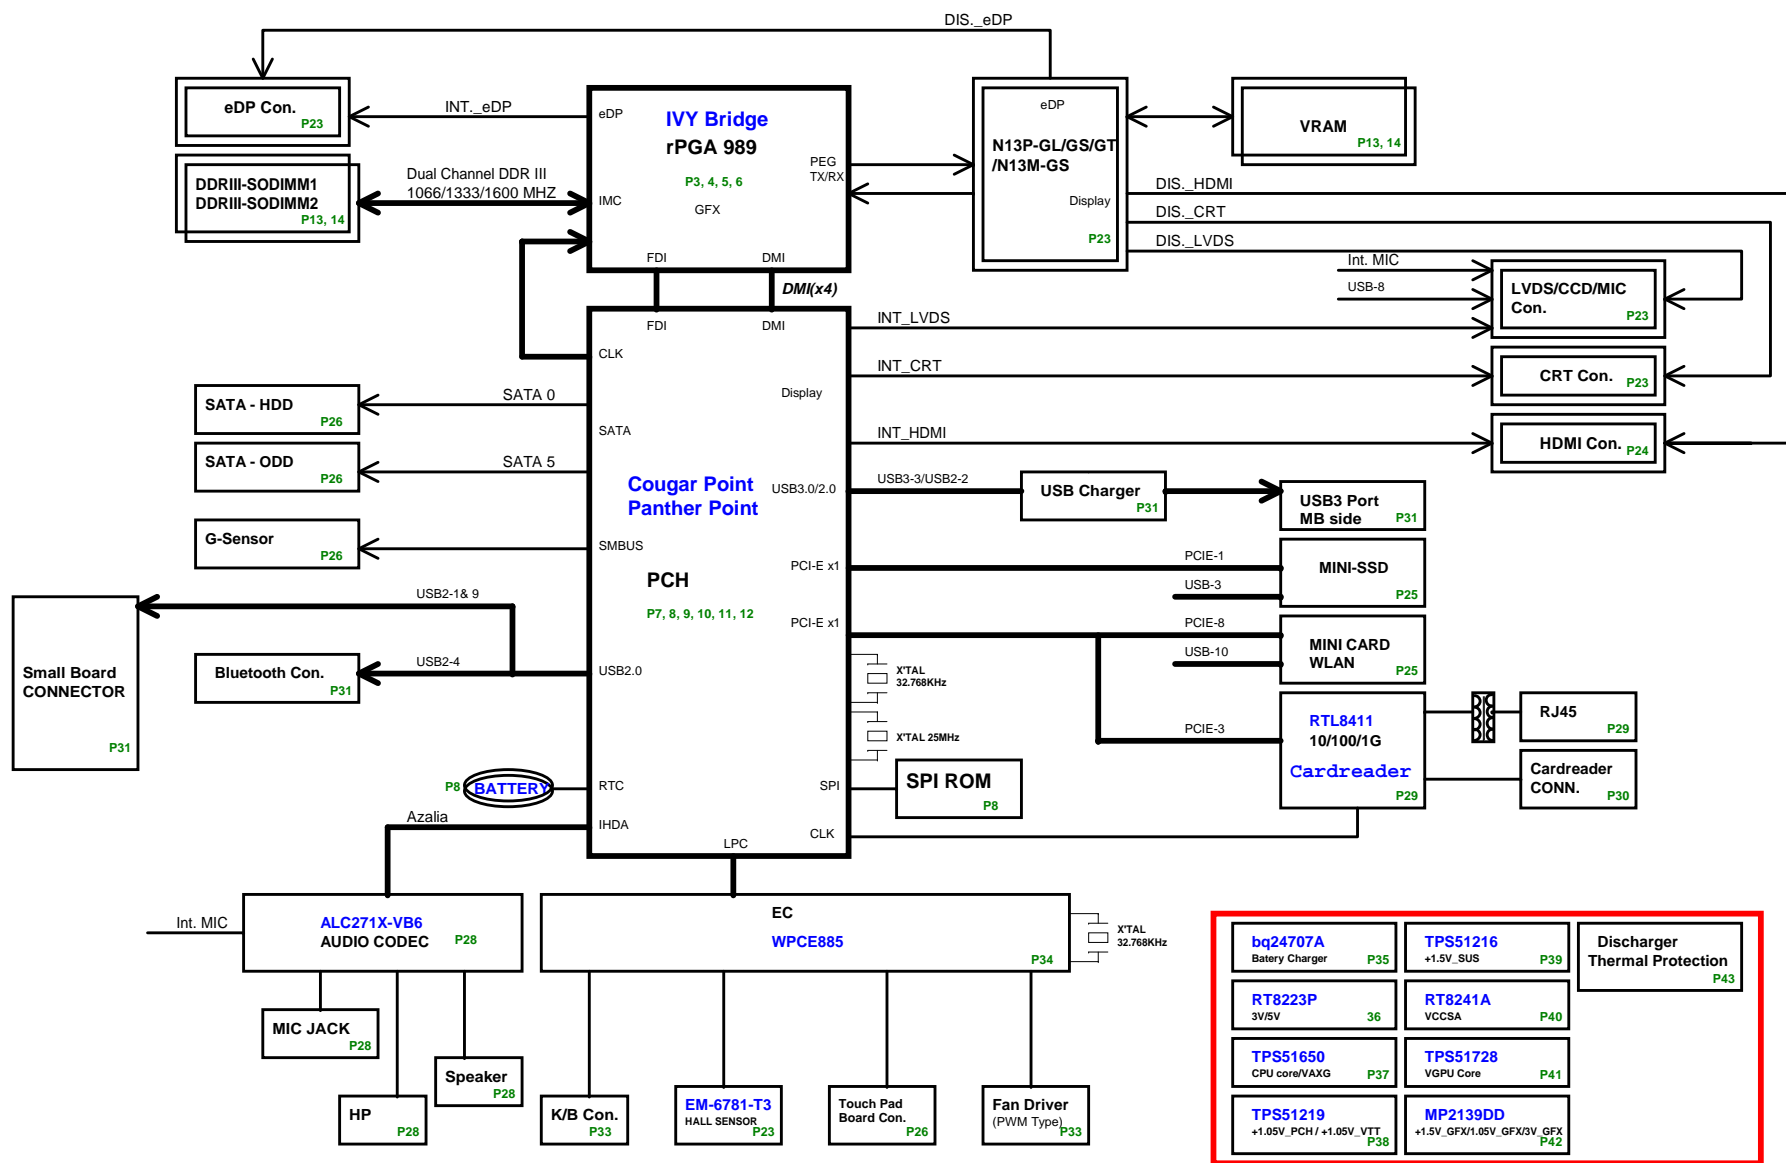 DIS._eDP
eDP Con.
P23
INT._eDP
eDP
IVY Bridge
rPGA 989
P3, 4, 5, 6
GFX
IMC
PEG
TX/RX
FDI
DMI
eDP
N13P-GL/GS/GT
/N13M-GS
Display
P23
VRAM
P13, 14
DDRIII-SODIMM1
DDRIII-SODIMM2
P13, 14
Dual Channel DDR III
1066/1333/1600 MHZ
DIS._HDMI
DIS._CRT
DIS._LVDS
Int. MIC
USB-8
LVDS/CCD/MIC
Con.
P23
DMI(x4)
FDI
DMI
INT_LVDS
CLK
INT_CRT
CRT Con.
P23
Display
SATA - HDD
P26
SATA 0
SATA
INT_HDMI
HDMI Con.
P24
SATA - ODD
P26
SATA 5
Cougar Point
Panther Point
USB3.0/2.0
USB3-3/USB2-2
USB Charger
P31
USB3 Port
MB side
P31
G-Sensor
P26
SMBUS
PCH
P7, 8, 9, 10, 11, 12
PCI-E x1
PCIE-1
USB-3
MINI-SSD
P25
USB2-1& 9
PCI-E x1
PCIE-8
USB-10
MINI CARD
WLAN
P25
Small Board
CONNECTOR
P31
Bluetooth Con.
P31
USB2-4
USB2.0
X'TAL
32.768KHz
X'TAL 25MHz
PCIE-3
RTL8411
10/100/1G
Cardreader
P29
RJ45
P29
Cardreader
CONN.
P30
P8
BATTERY
RTC
SPI
SPI ROM
P8
Azalia
IHDA
LPC
CLK
Int. MIC
ALC271X-VB6
AUDIO CODEC
P28
EC
WPCE885
P34
X'TAL
32.768KHz
MIC JACK
P28
Speaker
P28
HP
P28
K/B Con.
P33
EM-6781-T3
HALL SENSOR
P23
Touch Pad
Board Con.
P26
Fan Driver
(PWM Type)
P33
bq24707A
Batery Charger
P35
TPS51216
+1.5V_SUS
P39
Discharger
Thermal Protection
P43
RT8223P
3V/5V
36
RT8241A
VCCSA
P40
TPS51650
CPU core/VAXG
P37
TPS51728
VGPU Core
P41
TPS51219
+1.05V_PCH / +1.05V_VTT
P38
MP2139DD
+1.5V_GFX/1.05V_GFX/3V_GFX
P42